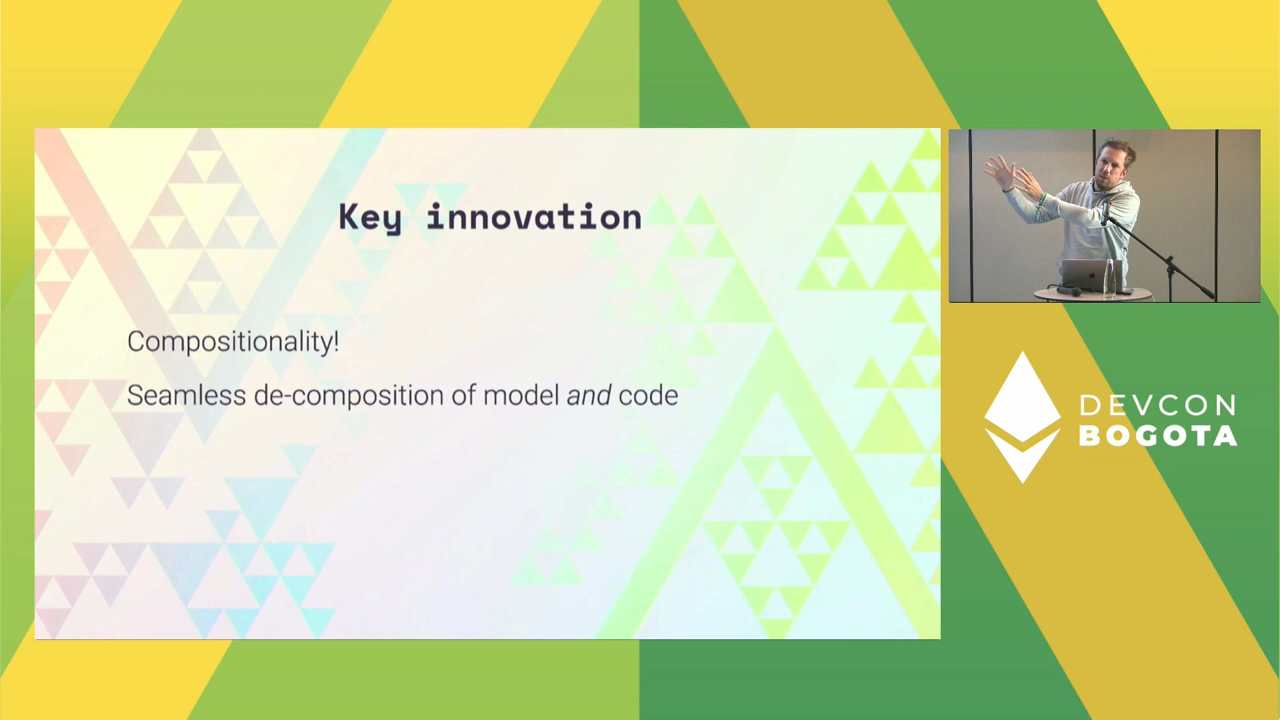 Key innovation
Compositionality!
Seamless de-composition of model and code
DEVCON
BOGOTA